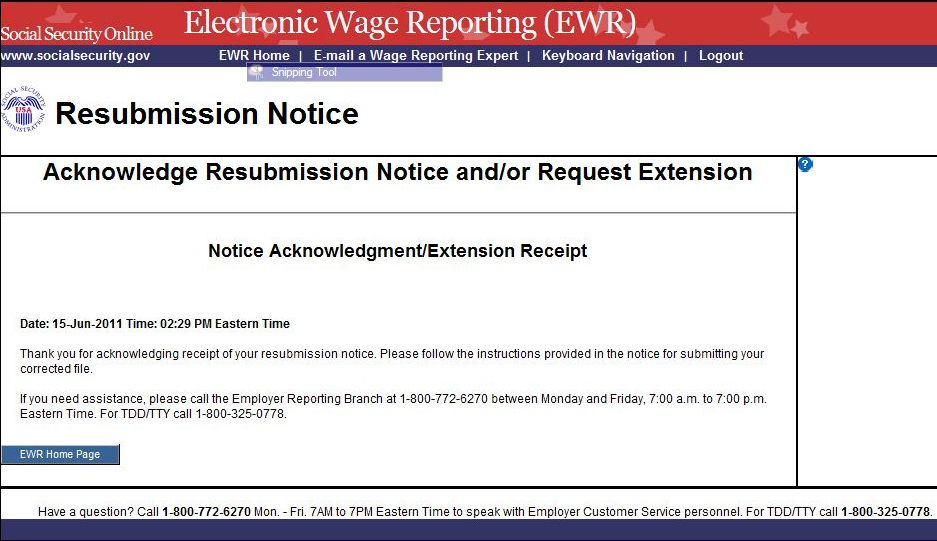 Social Security Online
Electronic Wage Reporting (EWR)
www.socialsecurity.gov
EWR Home | E-mail a Wage Reporting Expert | Keyboard Navigation | Logout
Snipping Tool
SOCIAL SECURITY
USA
ADMINISTRATION
Resubmission Notice
Acknowledge Resubmission Notice and/or Request Extension
?
Notice Acknowledgment/Extension Receipt
Date: 15-Jun-2011 Time: 02:29 PM Eastern Time
Thank you for acknowledging receipt of your resubmission notice. Please follow the instructions provided in the notice for submitting your
corrected file.
If you need assistance, please call the Employer Reporting Branch at 1-800-772-6270 between Monday and Friday, 7:00 a.m. to 7:00 p.m.
Eastern Time. For TDD/TTY call 1-800-325-0778.
EWR Home Page
Have a question? Call 1-800-772-6270 Mon. - Fri. 7AM to 7PM Eastern Time to speak with Employer Customer Service personnel. For TDD/TTY call 1-800-325-0778.